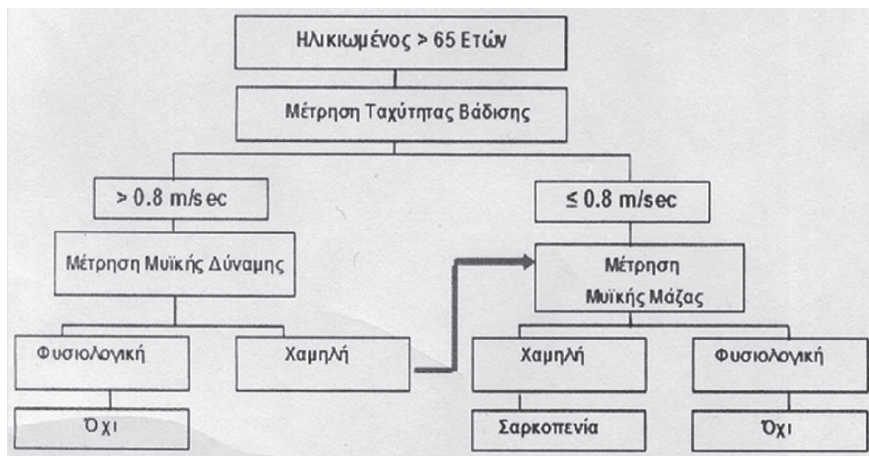 Ηλικιωμένος > 65 Ετών
Μέτρηση Ταχύτητας Βάδισης
> 0.8 m/sec
≤ 0.8 m/sec
Μέτρηση Μυϊκής Δύναμης
Μέτρηση
Μυϊκής Μάζας
Φυσιολογική
Χαμηλή
Χαμηλή
Φυσιολογική
Όχι
Σαρκοπενία
Όχι